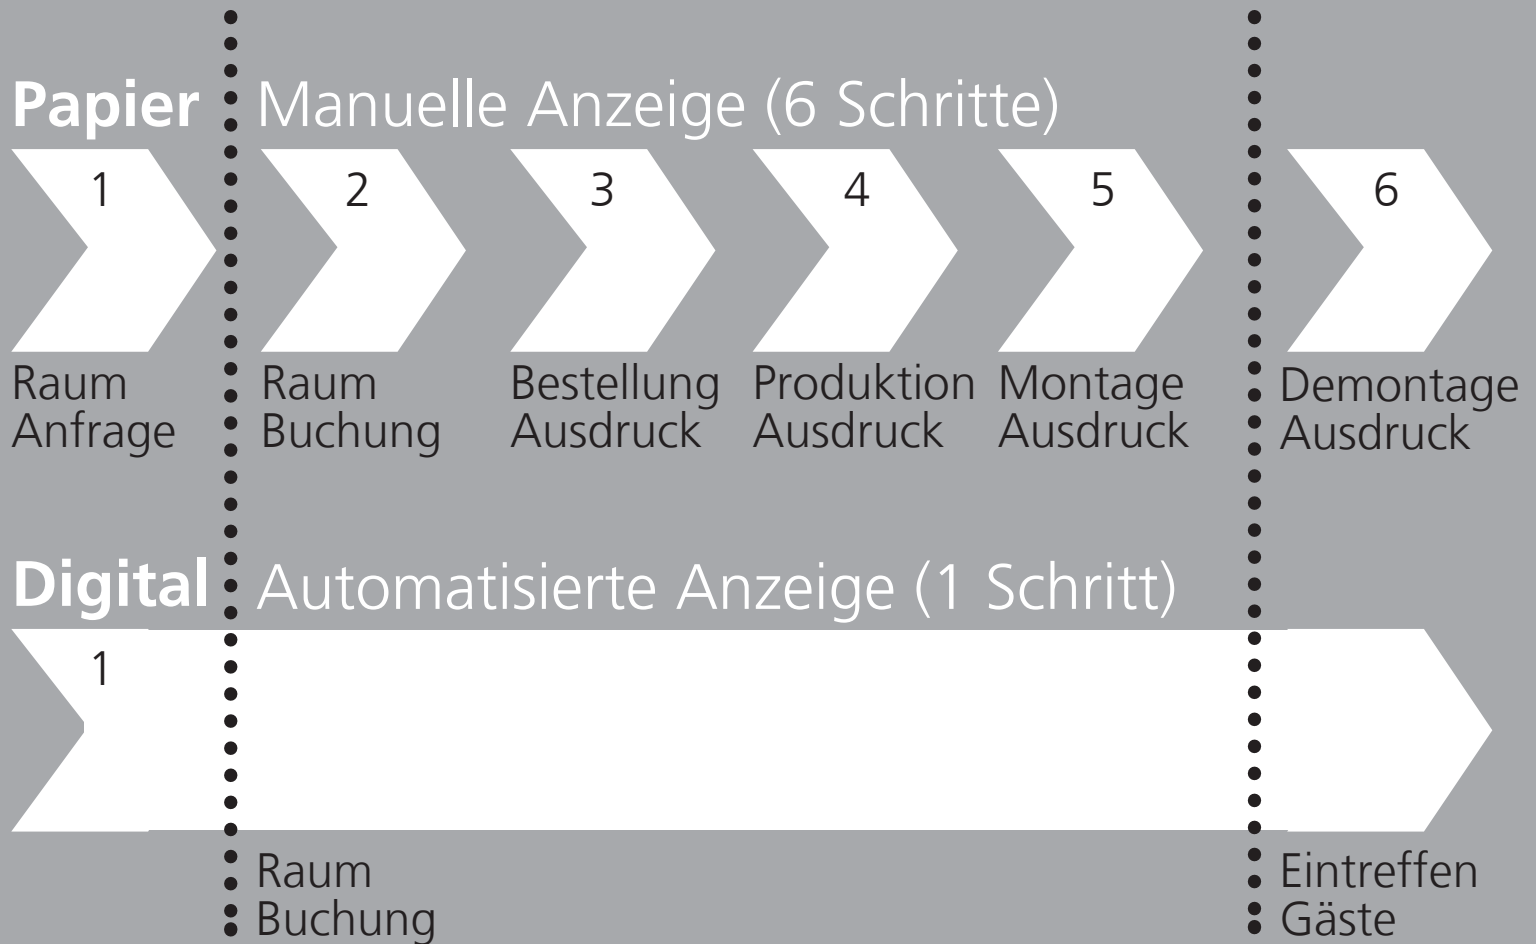 Papier Manuelle Anzeige (6 Schritte)
1 2 3 4 5 6
Raum Anfrage
Raum Buchung
Bestellung Ausdruck
Produktion Ausdruck
Montage Ausdruck
Demontage Ausdruck
Digital Automatisierte Anzeige (1 Schritt)
1
Raum Buchung
Eintreffen Gäste